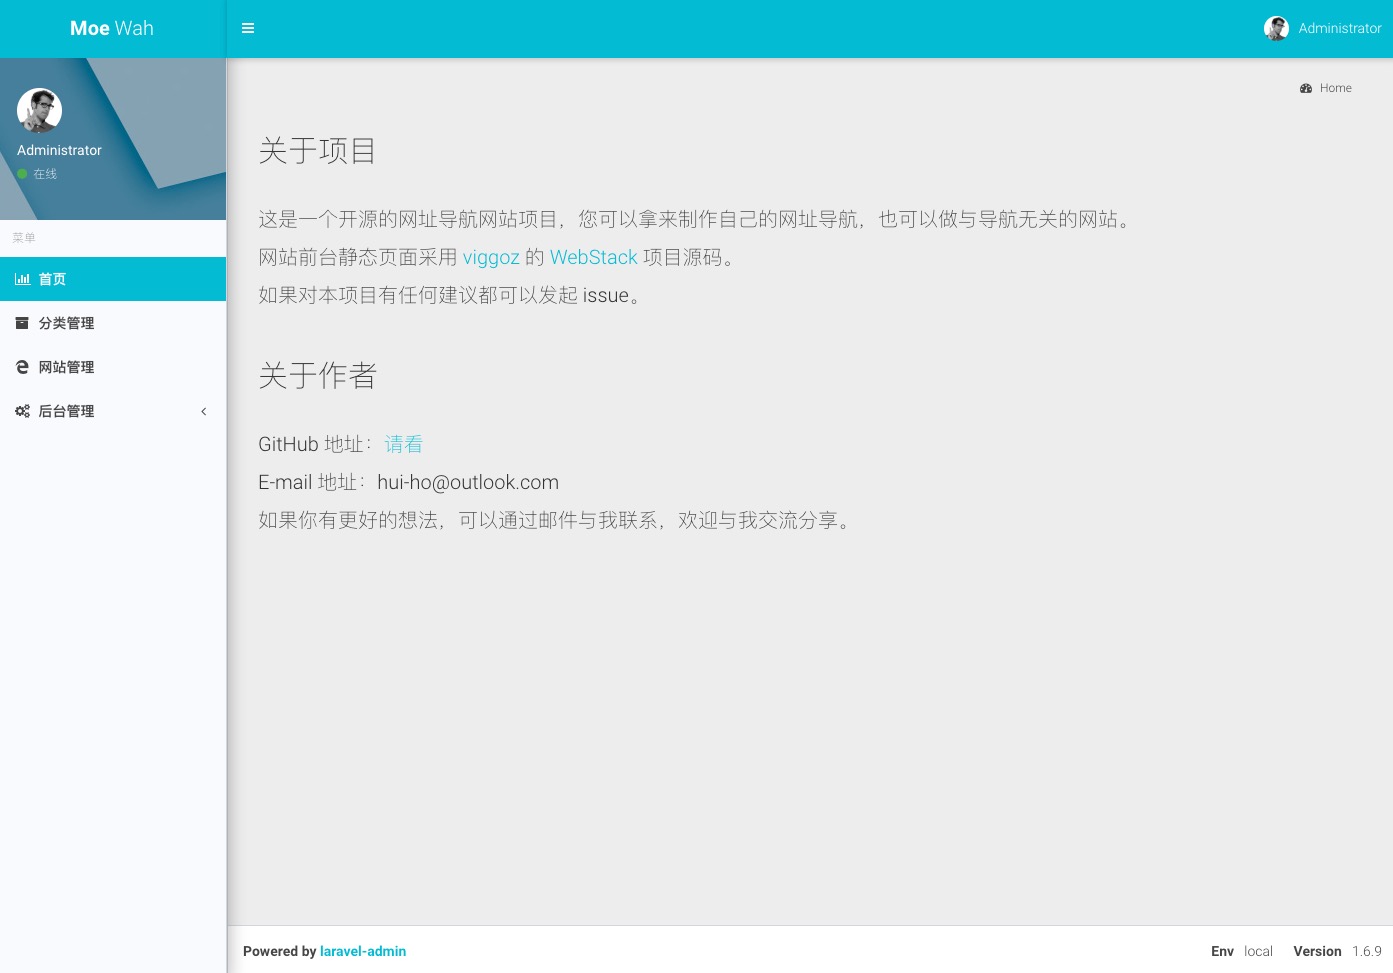 Moe Wah
Administrator
Administrator
在线
菜单
首页
分类管理
网站管理
后台管理
Home
关于项目
这是一个开源的网址导航网站项目，您可以拿来制作自己的网址导航，也可以做与导航无关的网站。
网站前台静态页面采用 viggoz 的 WebStack 项目源码。
如果对本项目有任何建议都可以发起 issue。
关于作者
GitHub 地址：请看
E-mail 地址：hui-ho@outlook.com
如果你有更好的想法，可以通过邮件与我联系，欢迎与我交流分享。
Powered by laravel-admin
Env local Version 1.6.9